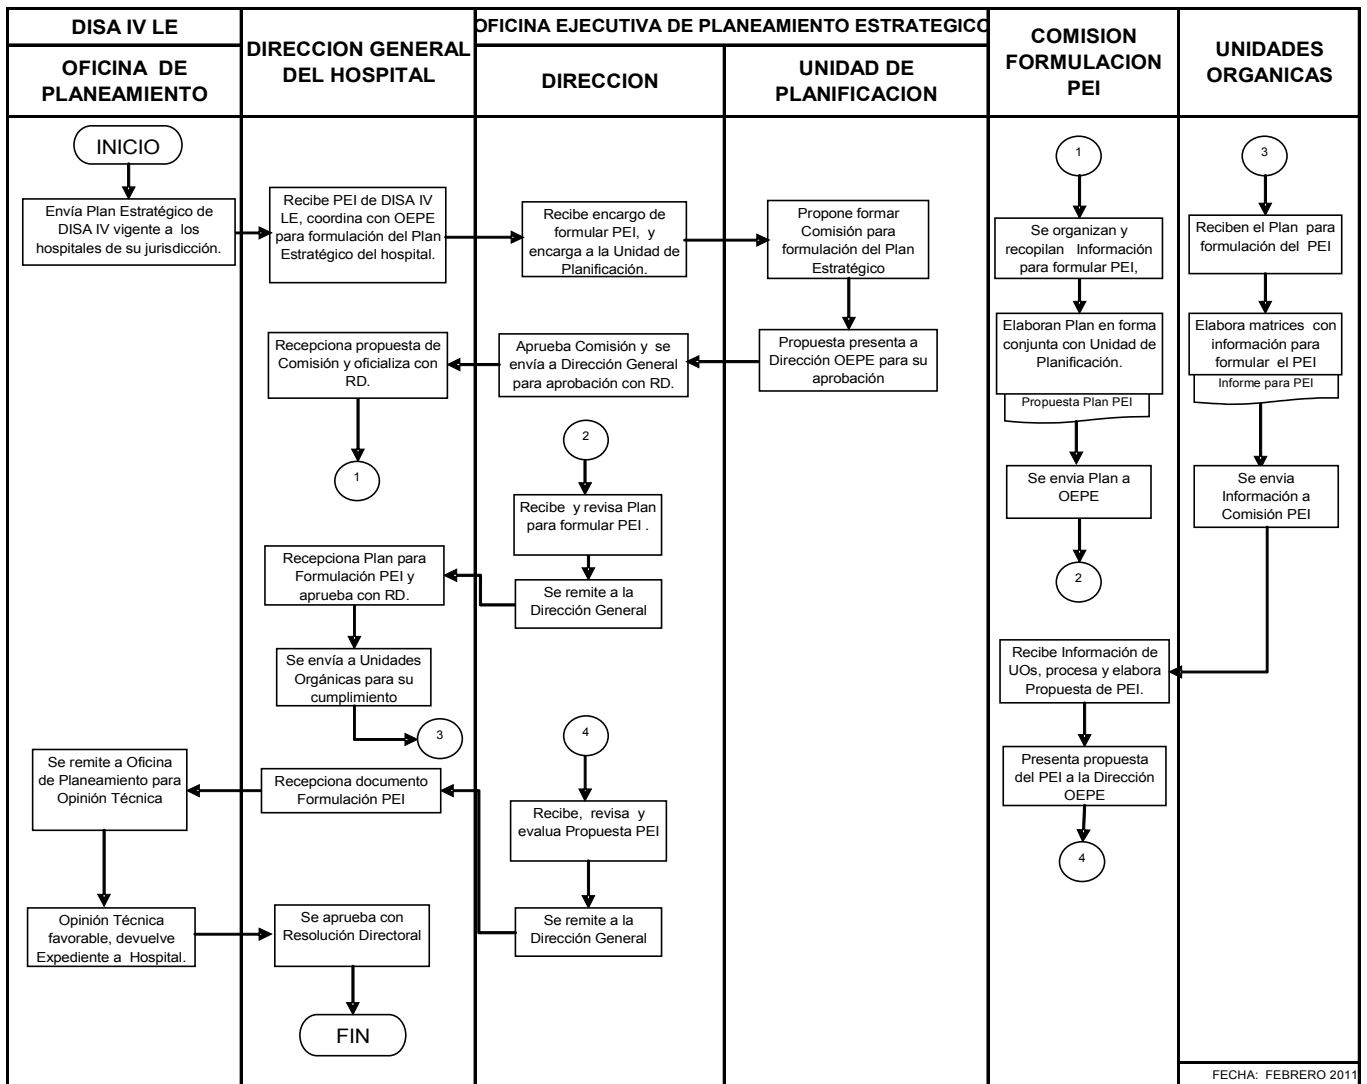 DISA IV LE
OFICINA DE
PLANEAMIENTO
DIRECCION GENERAL
DEL HOSPITAL
OFICINA EJECUTIVA DE PLANEAMIENTO ESTRATEGICO
DIRECCION
UNIDAD DE
PLANIFICACION
COMISION
FORMULACION
PEI
UNIDADES
ORGANICAS
INICIO
Envía Plan Estratégico de
DISA IV vigente a los
hospitales de su jurisdicción.
Recibe PEI de DISA IV
LE, coordina con OEPE
para formulación del Plan
Estratégico del hospital.
Recibe encargo de
formular PEI, y
encarga a la Unidad de
Planificación.
Propone formar
Comisión para
formulación del Plan
Estratégico
Propuesta presenta a
Dirección OEPE para su
aprobación
Aprueba Comisión y se
envía a Dirección General
para aprobación con RD.
Recepciona propuesta de
Comisión y oficializa con
RD.
1
1
Se organizan y
recopilan Información
para formular PEI,
Elaboran Plan en forma
conjunta con Unidad de
Planificación.
Propuesta Plan PEI
Se envia Plan a
OEPE
2
2
Recibe y revisa Plan
para formular PEI .
Se remite a la
Dirección General
Recepciona Plan para
Formulación PEI y
aprueba con RD.
Se envía a Unidades
Orgánicas para su
cumplimiento
3
3
Reciben el Plan para
formulación del PEI
Elabora matrices con
información para
formular el PEI
Informe para PEI
Se envia
Información a
Comisión PEI
Recibe Información de
UOs, procesa y elabora
Propuesta de PEI.
Presenta propuesta
del PEI a la Dirección
OEPE
4
4
Recibe, revisa y
evalua Propuesta PEI
Se remite a la
Dirección General
Recepciona documento
Formulación PEI
Se remite a Oficina
de Planeamiento para
Opinión Técnica
Opinión Técnica
favorable, devuelve
Expediente a Hospital.
Se aprueba con
Resolución Directoral
FIN
FECHA: FEBRERO 2011